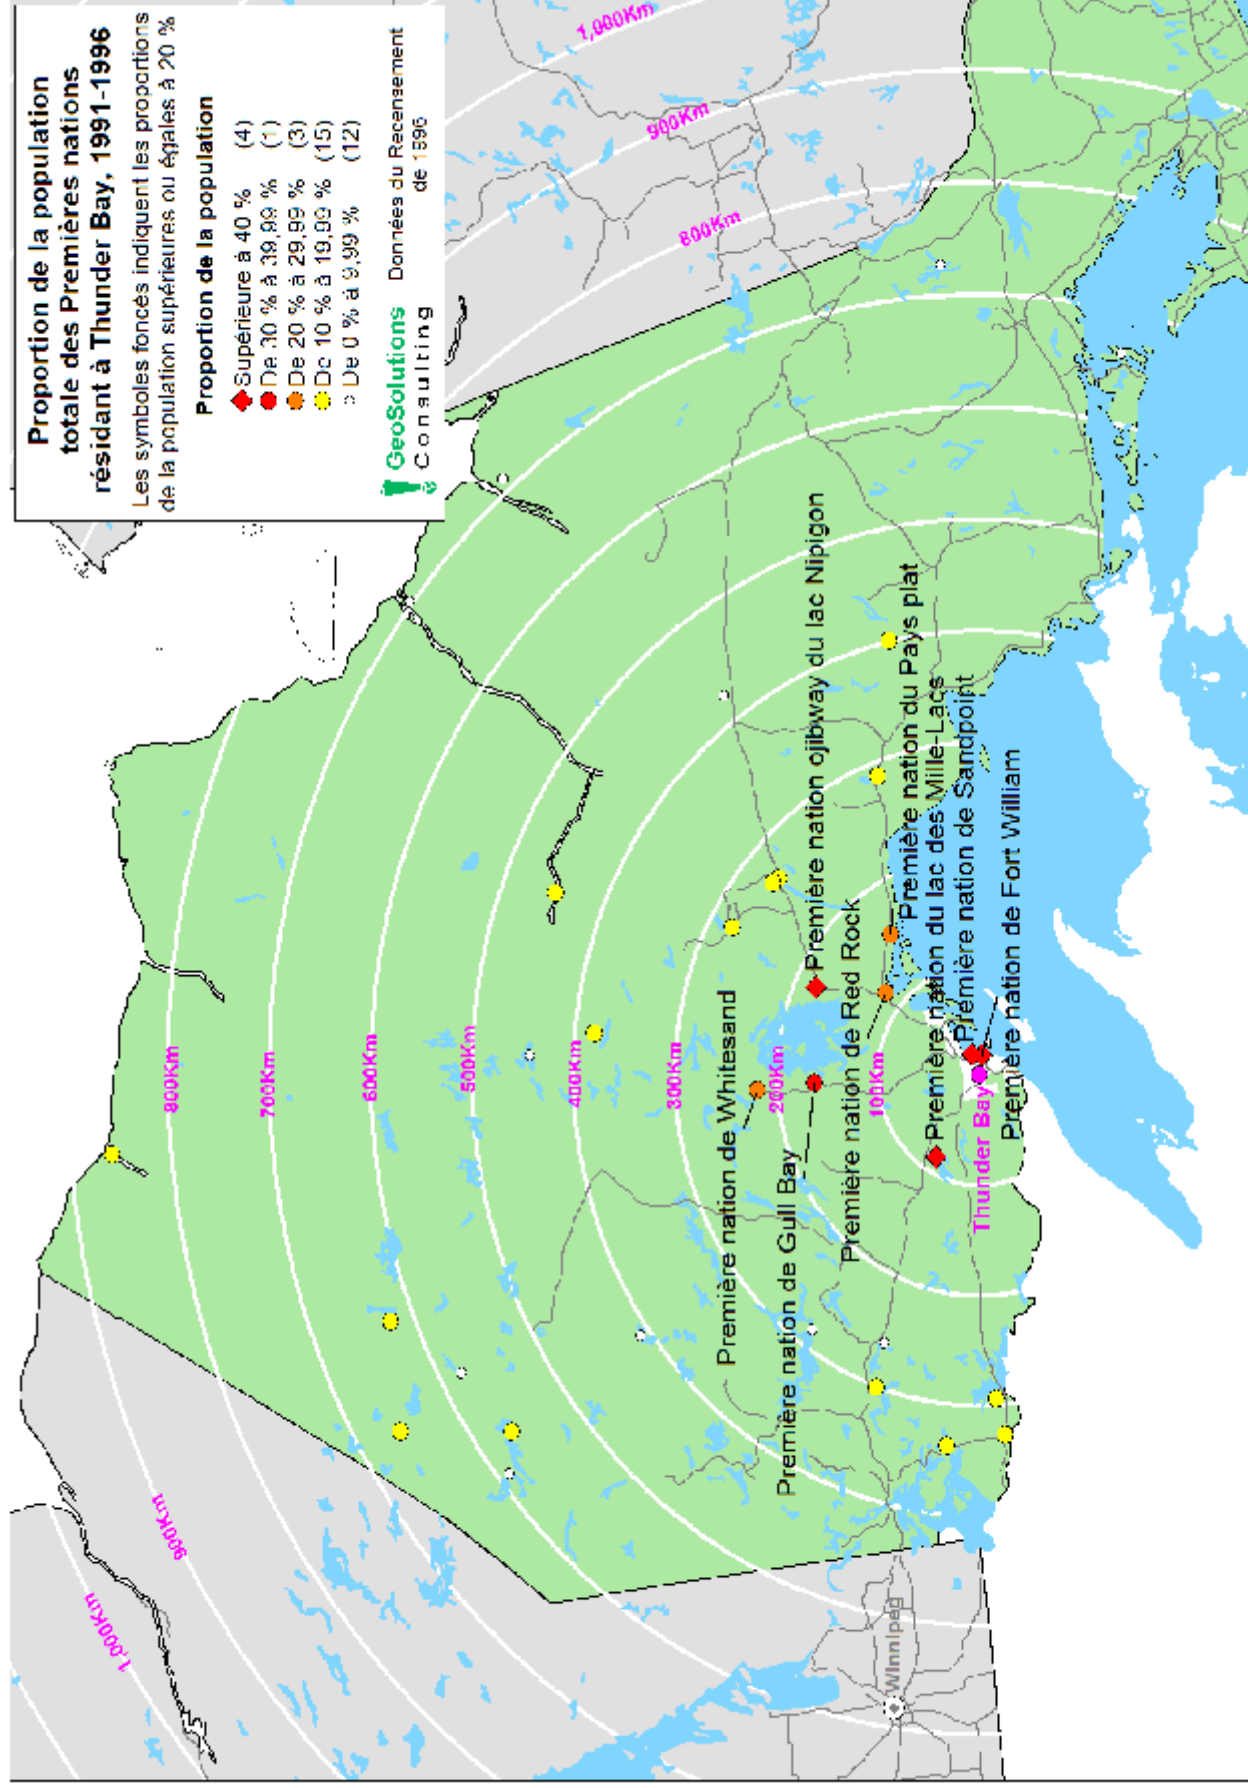 Proportion de la population
totale des Premières nations
résidant à Thunder Bay, 1991-1996
Les symboles foncés indiquent les proportions
de la population supérieures ou égales à 20 %
Proportion de la population
Supérieure à 40 % (4)
De 30 % à 39,99 % (1)
De 20 % à 29,99 % (3)
De 10 % à 19,99 % (15)
De 0 % à 9,99 % (12)
GeoSolutions
Consulting
Données du Recensement
de 1996
1,000Km
900Km
800Km
1,000Km
900Km
800Km
700Km
600Km
500Km
400Km
300Km
200Km
100Km
Première nation de Whitesand
Première nation de Gull Bay
Première nation ojibway du lac Nipigon
Première nation de Red Rock
Première nation du Pays plat
Première nation du lac des Mille-Lacs
Première nation de Sandpoint
Première nation de Fort William
Thunder Bay
Winnipeg